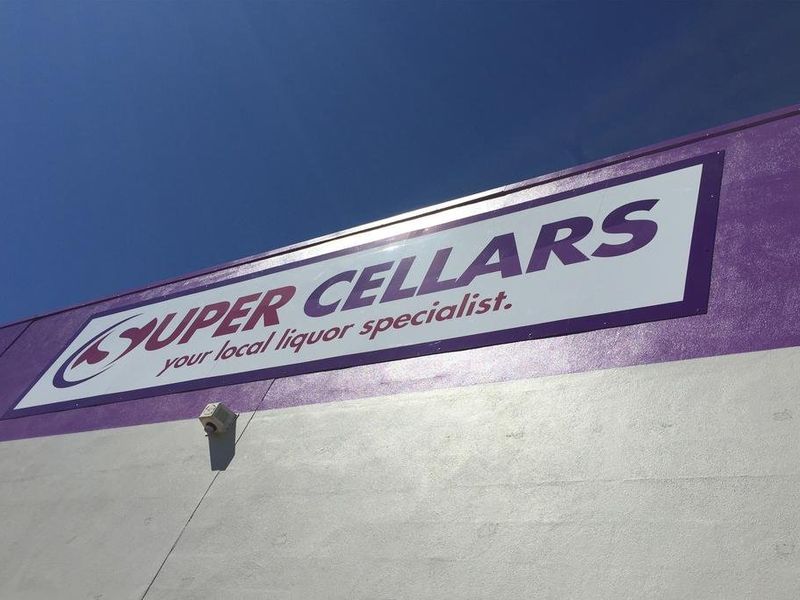 SUPER CELLARS
your local liquor specialist.